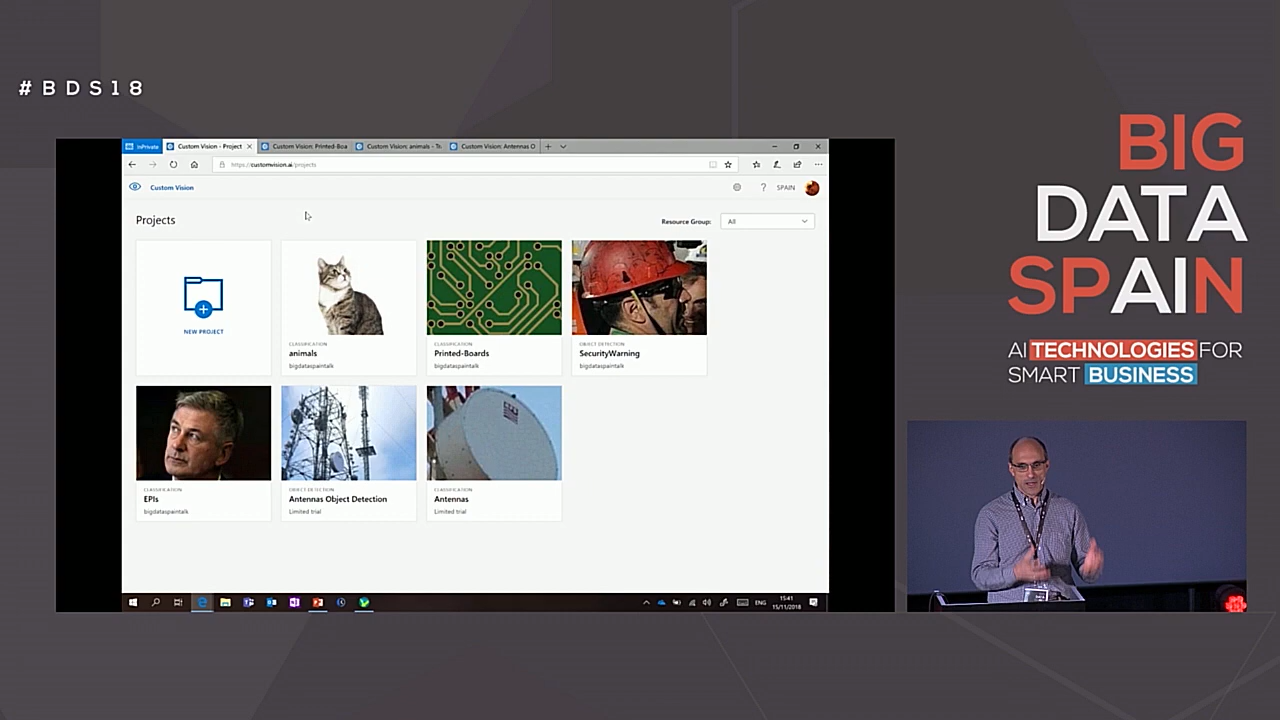 #BDS18
BIG
DATA
SPAIN
AI TECHNOLOGIES FOR
SMART BUSINESS
InPrivate
Custom Vision - Project
Custom Vision: Printed-Boa
Custom Vision: animals - Tr
Custom Vision: Antennas O
https://customvision.ai/projects
Custom Vision
? SPAIN
Projects
Resource Group:
All
NEW PROJECT
CLASSIFICATION
animals
bigdataspaintalk
CLASSIFICATION
Printed-Boards
bigdataspaintalk
OBJECT DETECTION
SecurityWarning
bigdataspaintalk
CLASSIFICATION
EPIs
bigdataspaintalk
OBJECT DETECTION
Antennas Object Detection
Limited trial
CLASSIFICATION
Antennas
Limited trial
ENG
15:41
15/11/2018